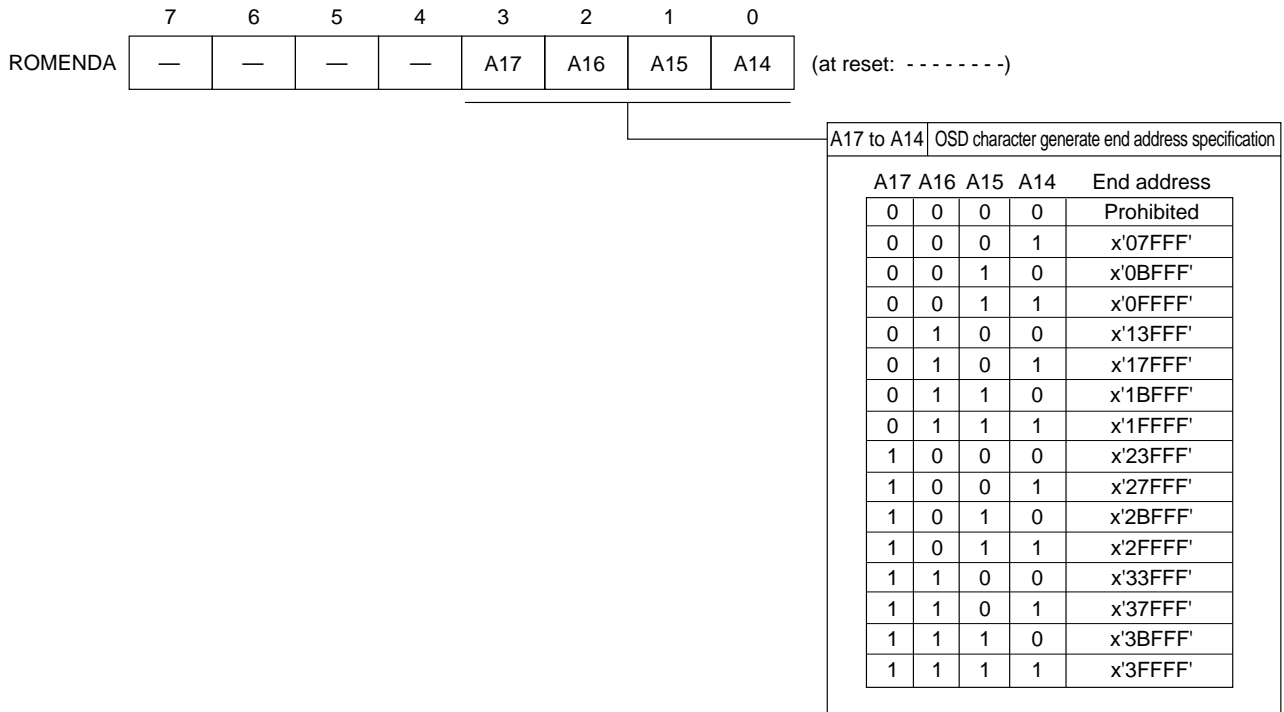 7 6 5 4 3 2 1 0
ROMENDA — — — — A17 A16 A15 A14 (at reset: - - - - - - - -)
A17 to A14 OSD character generate end address specification
A17 A16 A15 A14 End address
0 0 0 0 Prohibited
0 0 0 1 x'07FFF'
0 0 1 0 x'0BFFF'
0 0 1 1 x'0FFFF'
0 1 0 0 x'13FFF'
0 1 0 1 x'17FFF'
0 1 1 0 x'1BFFF'
0 1 1 1 x'1FFFF'
1 0 0 0 x'23FFF'
1 0 0 1 x'27FFF'
1 0 1 0 x'2BFFF'
1 0 1 1 x'2FFFF'
1 1 0 0 x'33FFF'
1 1 0 1 x'37FFF'
1 1 1 0 x'3BFFF'
1 1 1 1 x'3FFFF'